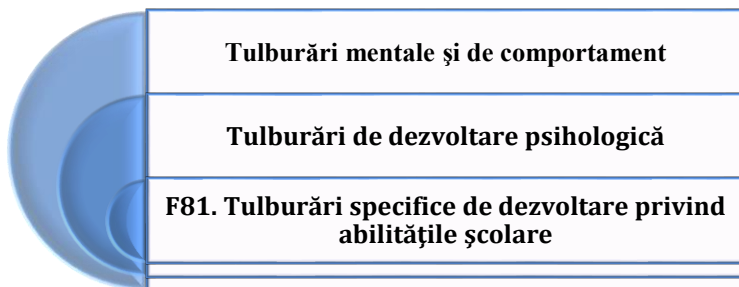 Tulburări mentale şi de comportament
Tulburări de dezvoltare psihologică
F81. Tulburări specifice de dezvoltare privind
abilităţile şcolare